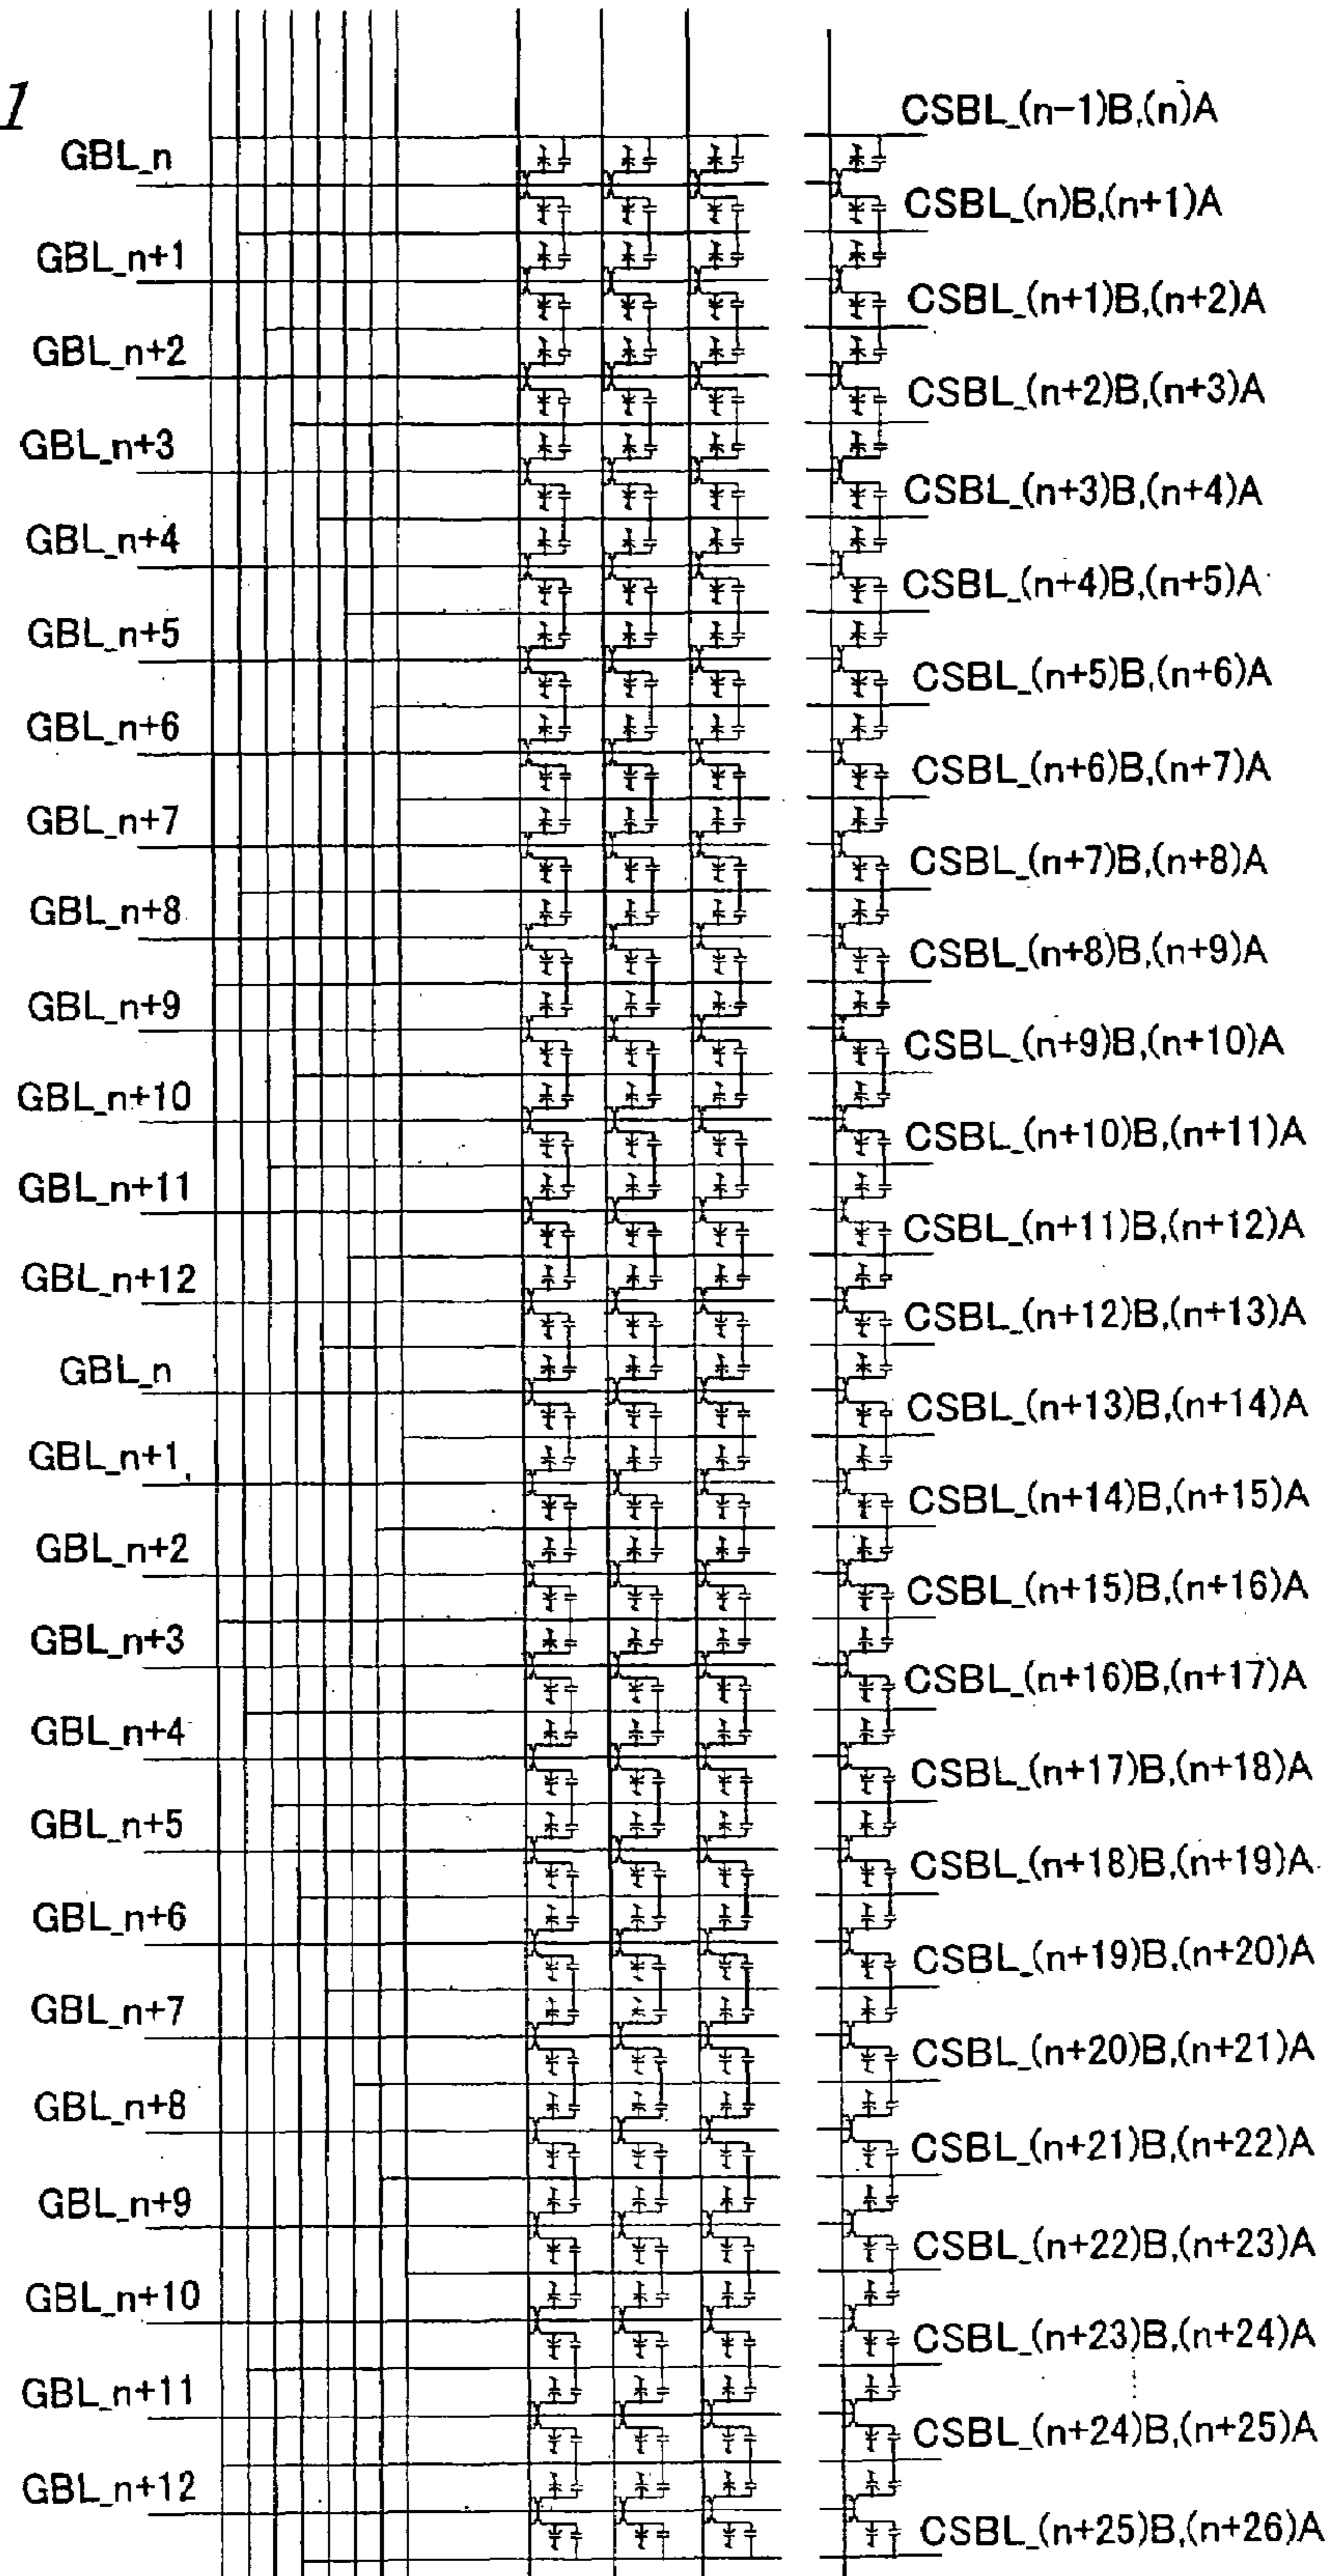 1
CSBL_(n-1)B,(n)A
GBL_n
CSBL_(n)B,(n+1)A
GBL_n+1
CSBL_(n+1)B,(n+2)A
GBL_n+2
CSBL_(n+2)B,(n+3)A
GBL_n+3
CSBL_(n+3)B,(n+4)A
GBL_n+4
CSBL_(n+4)B,(n+5)A
GBL_n+5
CSBL_(n+5)B,(n+6)A
GBL_n+6
CSBL_(n+6)B,(n+7)A
GBL_n+7
CSBL_(n+7)B,(n+8)A
GBL_n+8
CSBL_(n+8)B,(n+9)A
GBL_n+9
CSBL_(n+9)B,(n+10)A
GBL_n+10
CSBL_(n+10)B,(n+11)A
GBL_n+11
CSBL_(n+11)B,(n+12)A
GBL_n+12
CSBL_(n+12)B,(n+13)A
GBL_n
CSBL_(n+13)B,(n+14)A
GBL_n+1
CSBL_(n+14)B,(n+15)A
GBL_n+2
CSBL_(n+15)B,(n+16)A
GBL_n+3
CSBL_(n+16)B,(n+17)A
GBL_n+4
CSBL_(n+17)B,(n+18)A
GBL_n+5
CSBL_(n+18)B,(n+19)A
GBL_n+6
CSBL_(n+19)B,(n+20)A
GBL_n+7
CSBL_(n+20)B,(n+21)A
GBL_n+8
CSBL_(n+21)B,(n+22)A
GBL_n+9
CSBL_(n+22)B,(n+23)A
GBL_n+10
CSBL_(n+23)B,(n+24)A
GBL_n+11
CSBL_(n+24)B,(n+25)A
GBL_n+12
CSBL_(n+25)B,(n+26)A